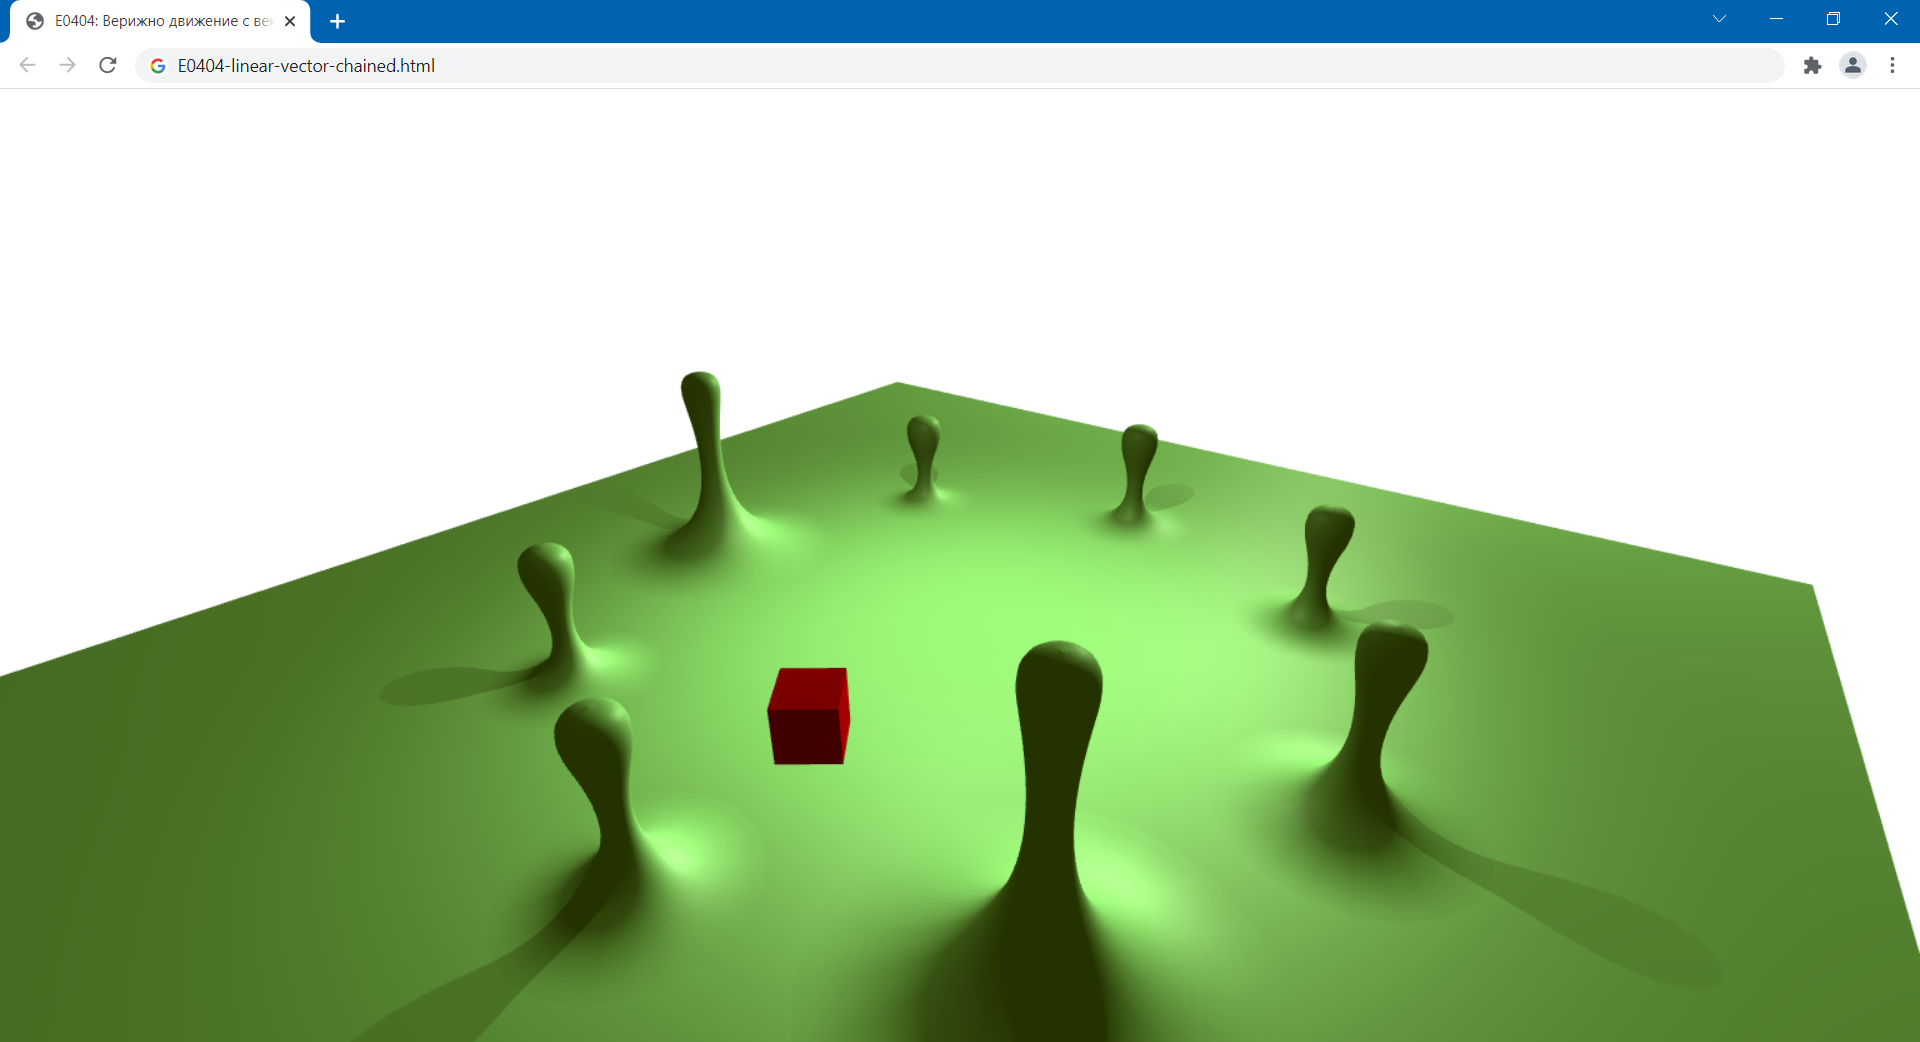 E0404: Верижно движение с ве
E0404-linear-vector-chained.html